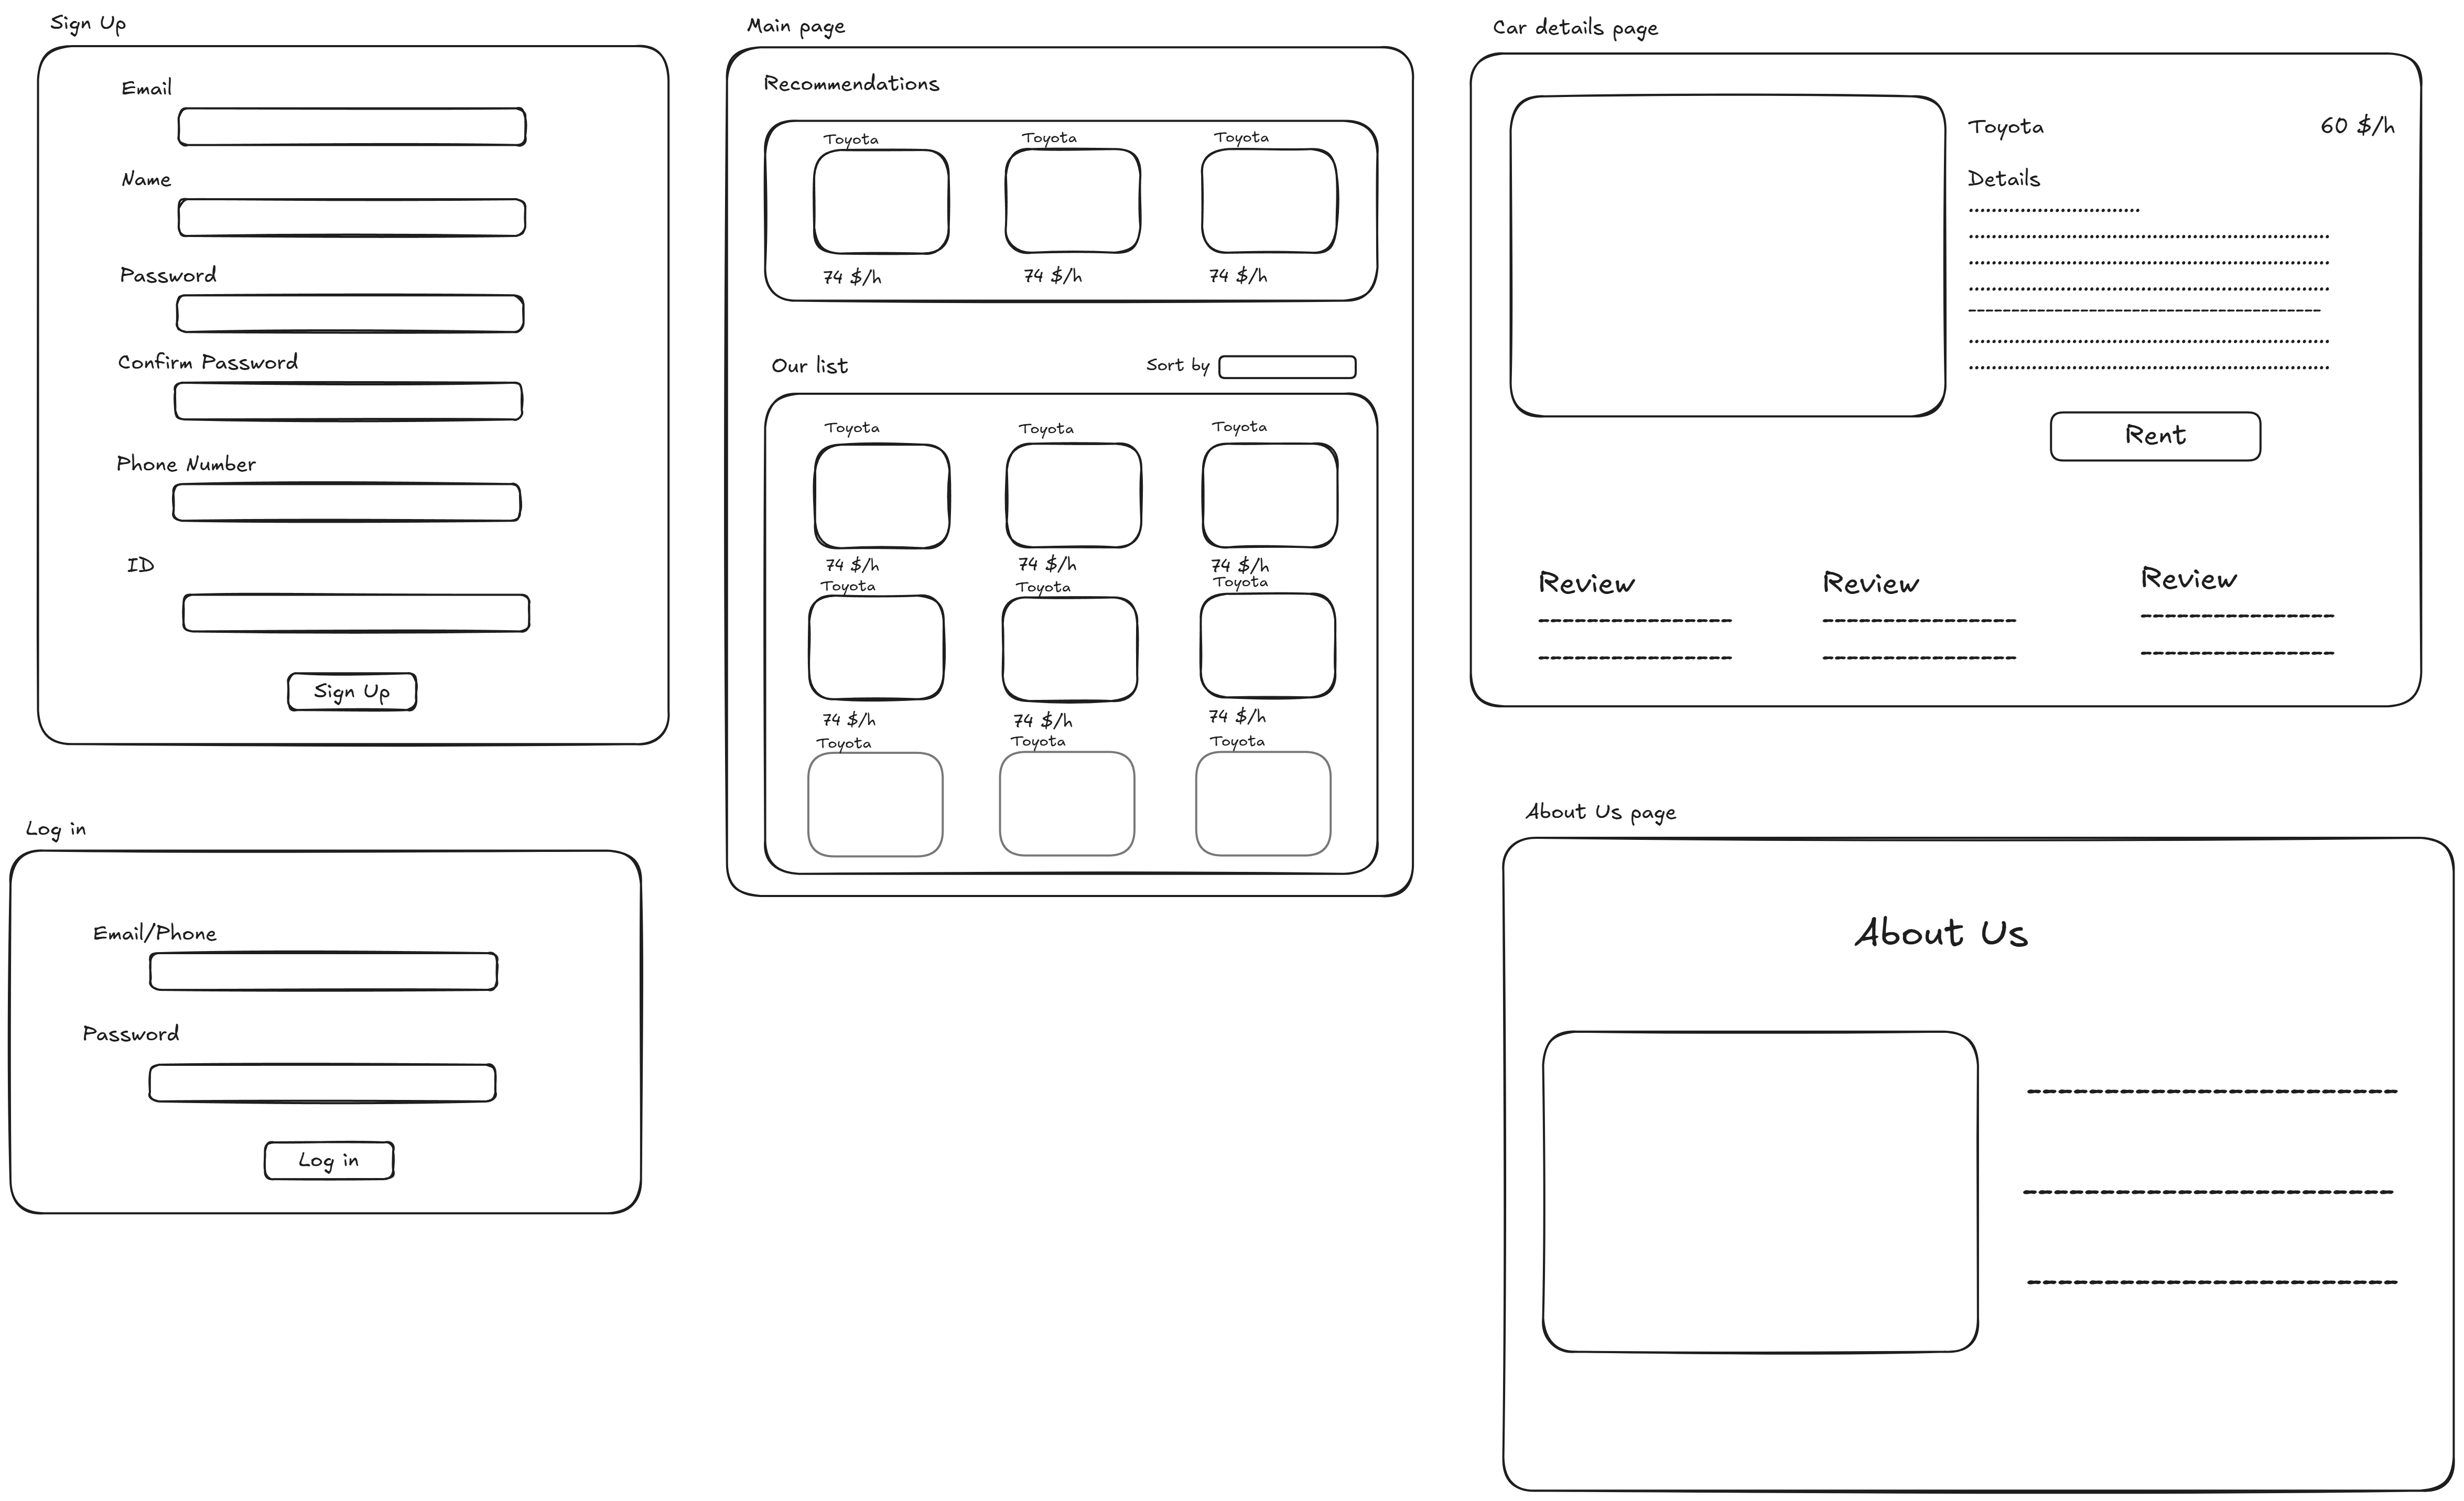 Sign Up
Email
Name
Password
Confirm Password
Phone Number
ID
Sign Up
Log in
Email/Phone
Password
Log in
Main page
Recommendations
Toyota Toyota Toyota
74 $/h 74 $/h 74 $/h
Our list Sort by
Toyota Toyota Toyota
74 $/h 74 $/h 74 $/h
Toyota Toyota Toyota
74 $/h 74 $/h 74 $/h
Toyota Toyota Toyota
Car details page
Toyota 60 $/h
Details
Rent
Review Review Review
About Us page
About Us